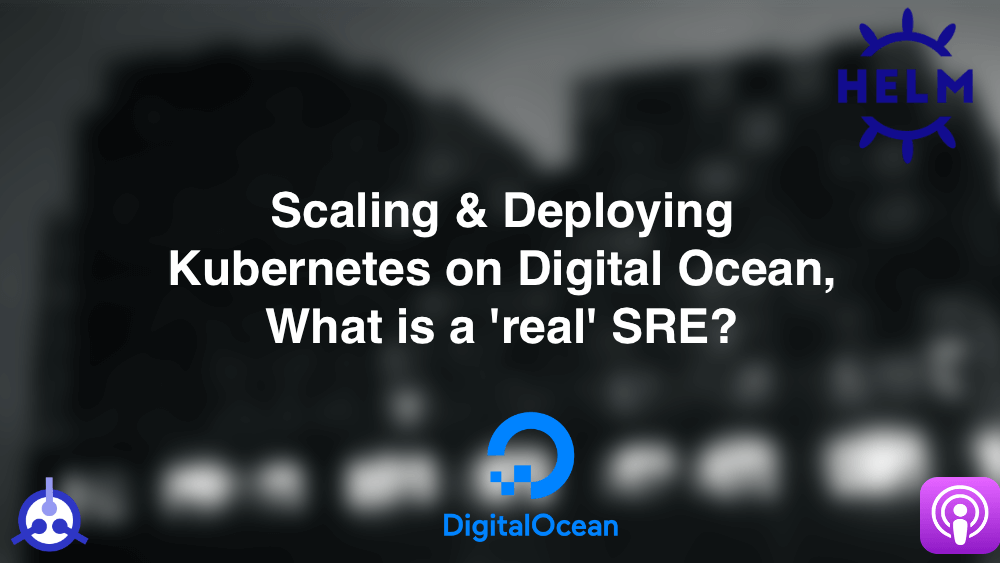 HELM
Scaling & Deploying
Kubernetes on Digital Ocean,
What is a 'real' SRE?
DigitalOcean